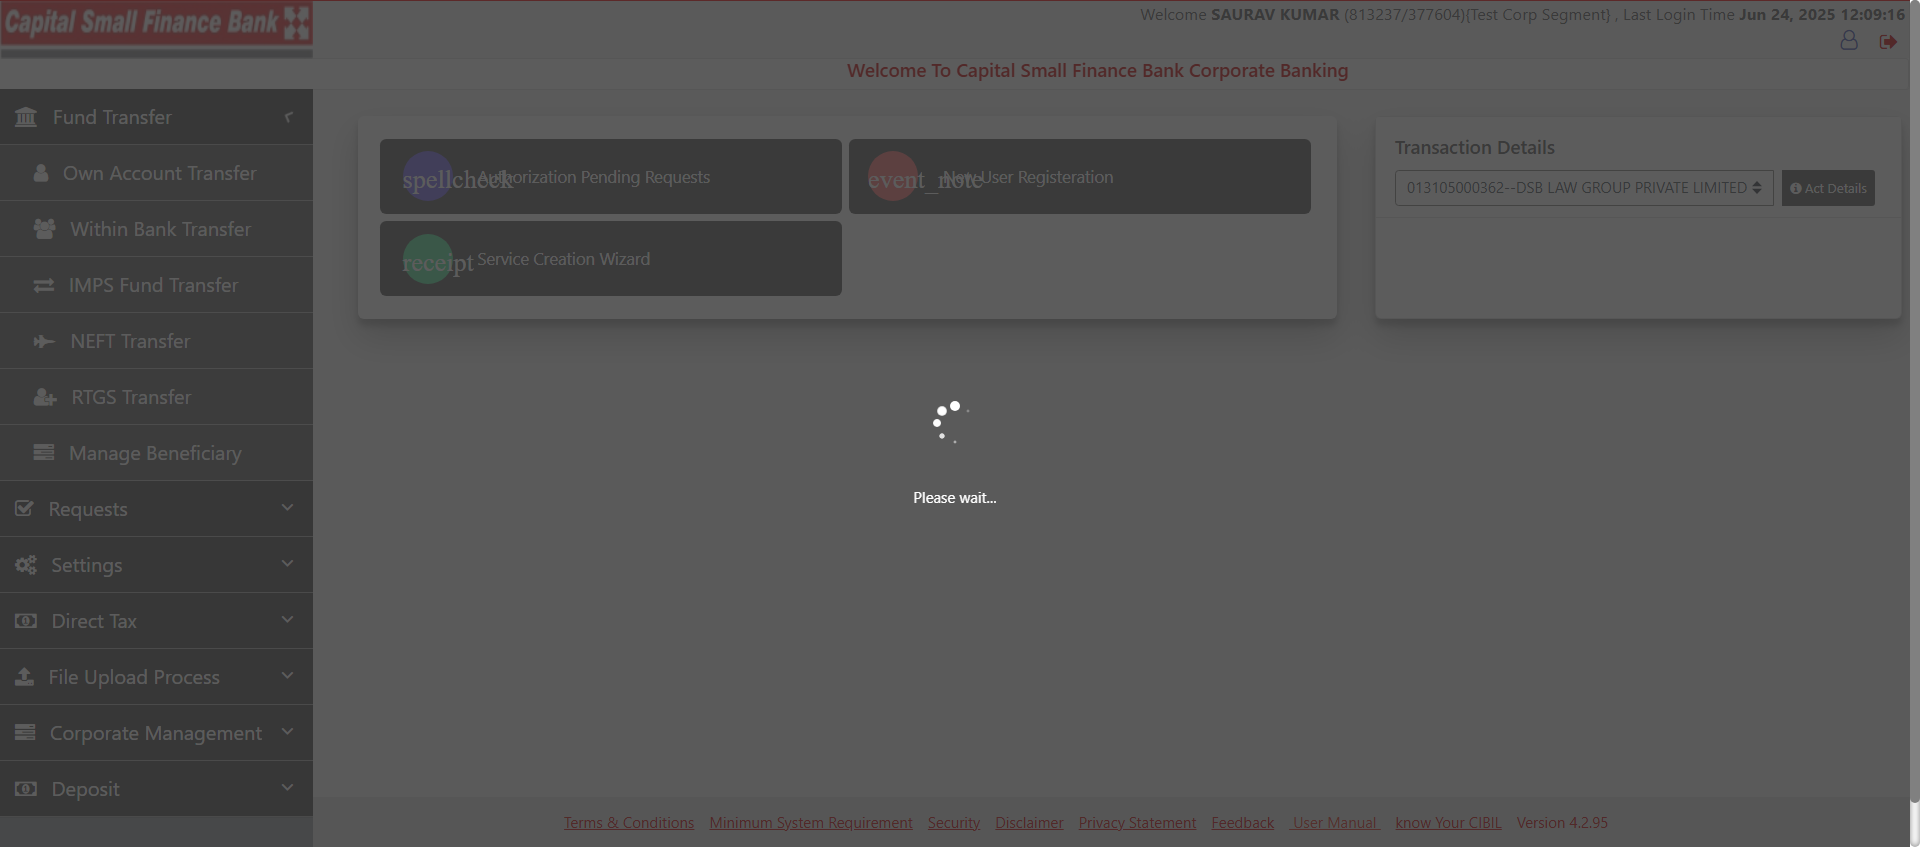 Capital Small Finance Bank
Welcome SAURAV KUMAR (813237/377604)(Test Corp Segment) , Last Login Time Jun 24, 2025 12:09:16
Welcome To Capital Small Finance Bank Corporate Banking
Fund Transfer
Own Account Transfer
Within Bank Transfer
IMPS Fund Transfer
NEFT Transfer
RTGS Transfer
Manage Beneficiary
Requests
Settings
Direct Tax
File Upload Process
Corporate Management
Deposit
spellcheck Authorization Pending Requests
event_note New User Registeration
receipt Service Creation Wizard
Transaction Details
013105000362--DSB LAW GROUP PRIVATE LIMITED
Act Details
Please wait...
Terms & Conditions Minimum System Requirement Security Disclaimer Privacy Statement Feedback User Manual know Your CIBIL Version 4.2.95